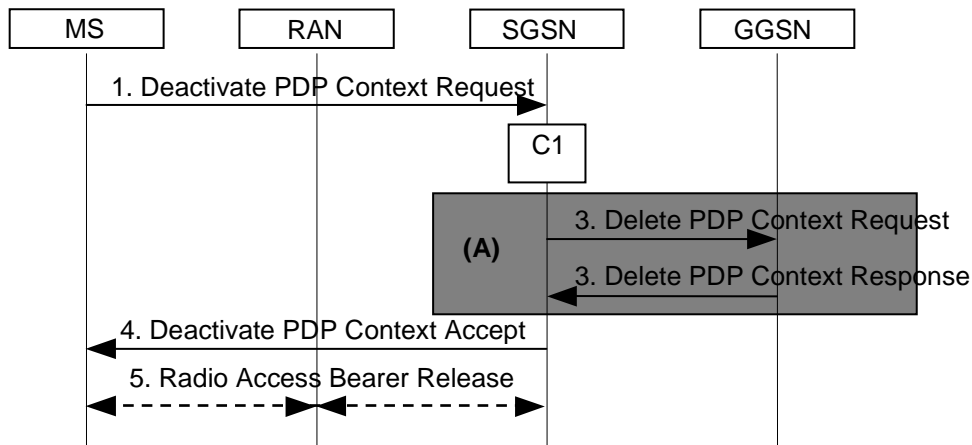 MS RAN SGSN GGSN
1. Deactivate PDP Context Request
C1
3. Delete PDP Context Request
(A)
3. Delete PDP Context Response
4. Deactivate PDP Context Accept
5. Radio Access Bearer Release